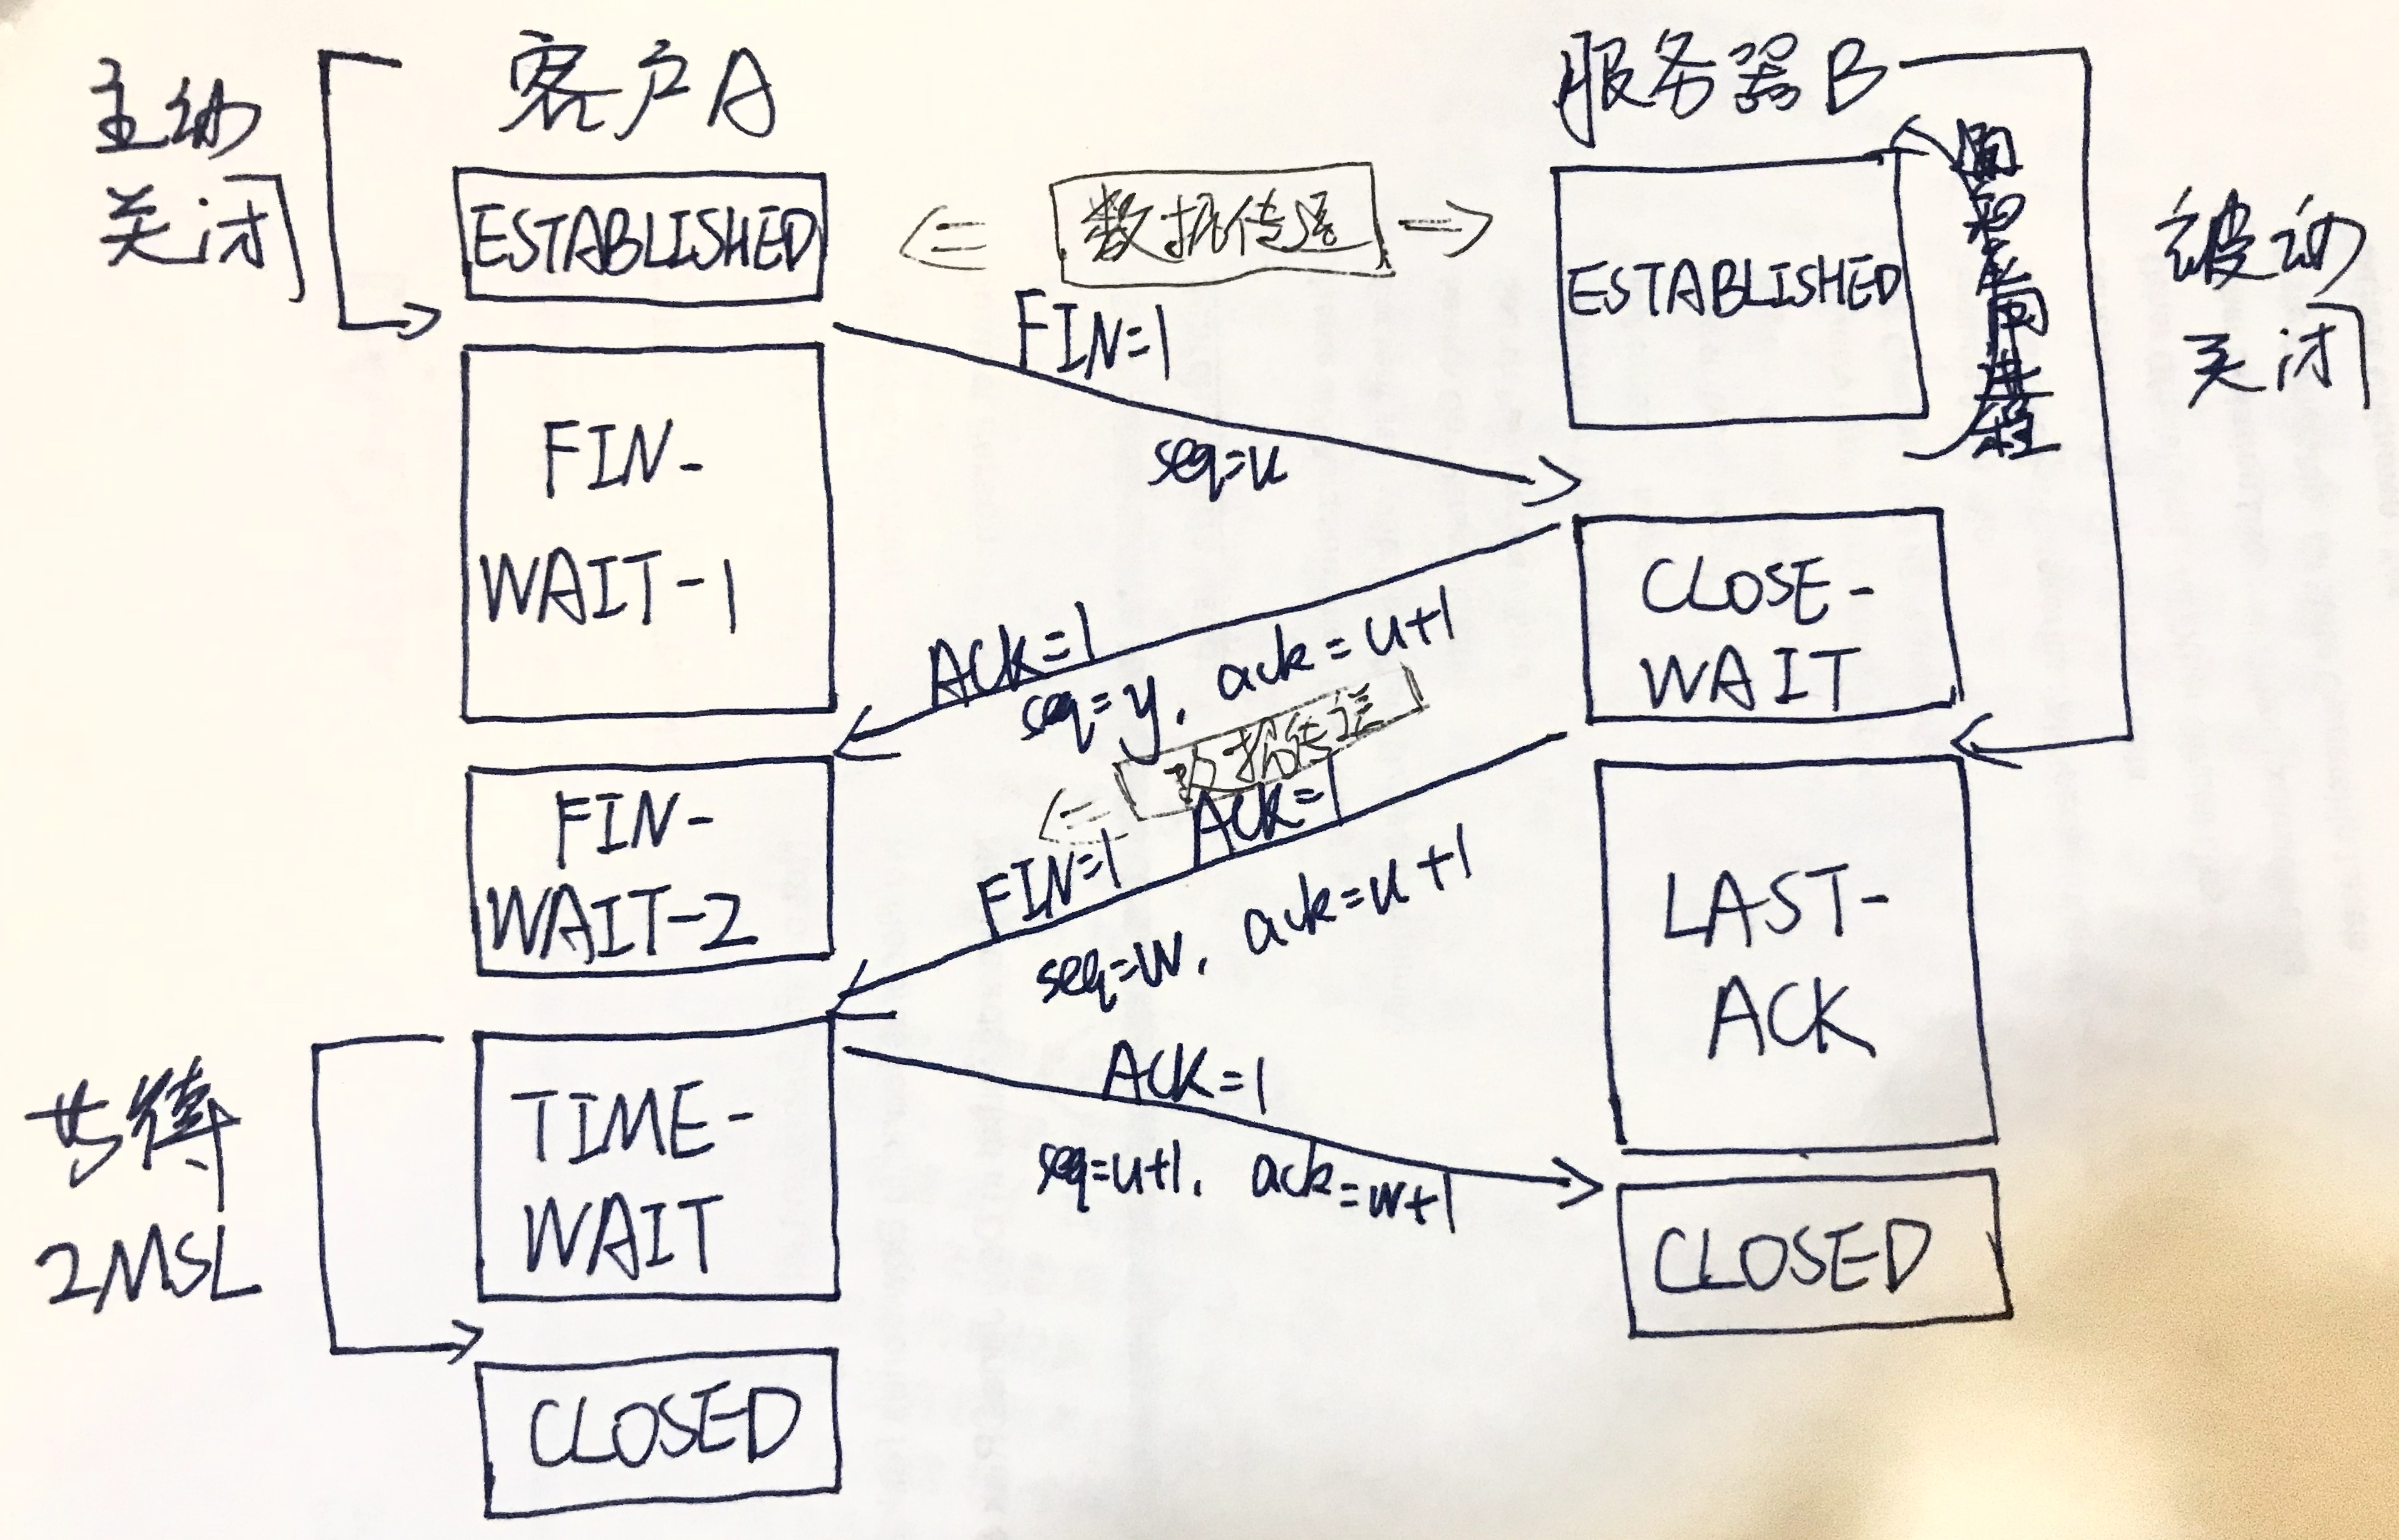 主动
关闭
客户A
服务器B
ESTABLISHED
数据传送
ESTABLISHED
通知应用进程
被动
关闭
FIN=1
seq=u
FIN-
WAIT-1
CLOSE-
WAIT
ACK=1
seq=y, ack=u+1
数据传送
FIN-
WAIT-2
FIN=1 ACK=1
seq=w, ack=u+1
LAST-
ACK
等待
2MSL
TIME-
WAIT
ACK=1
seq=u+1, ack=w+1
CLOSED
CLOSED